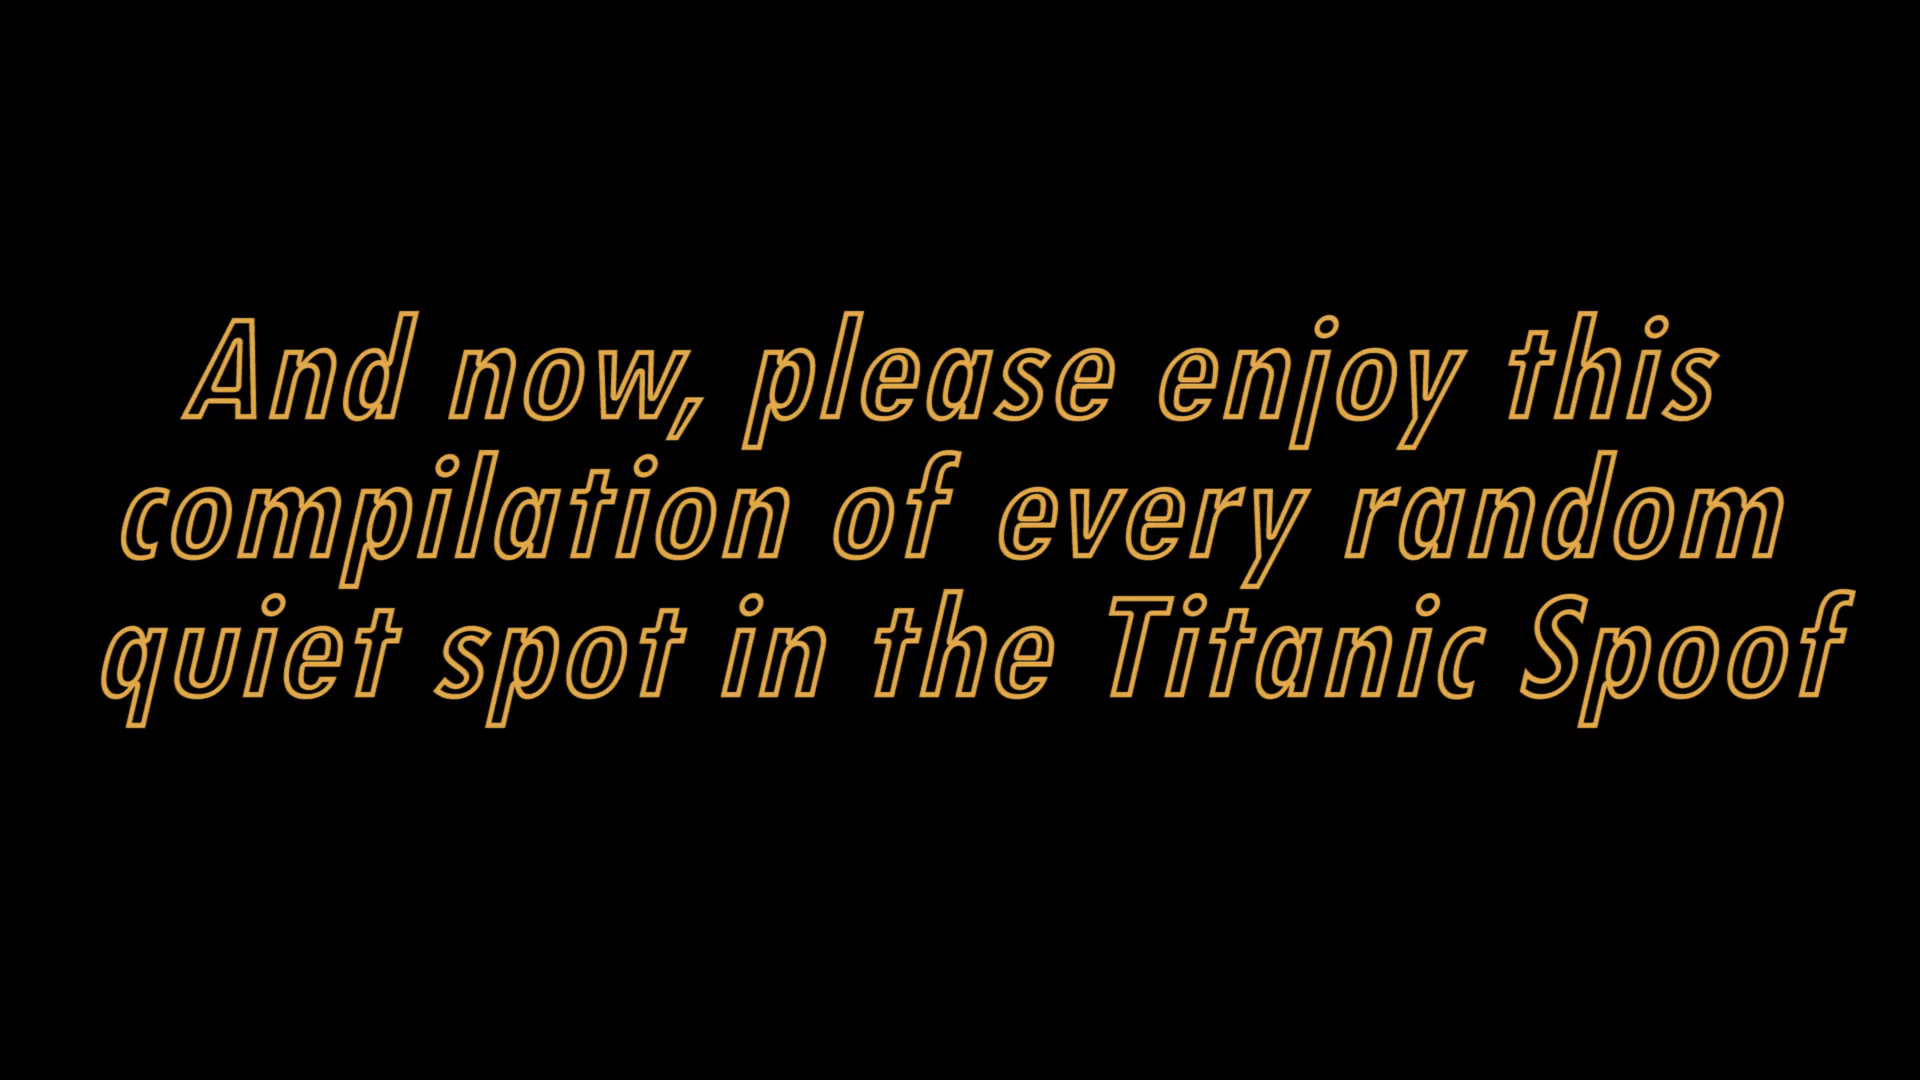 And now, please enjoy this
compilation of every random
quiet spot in the Titanic Spoof